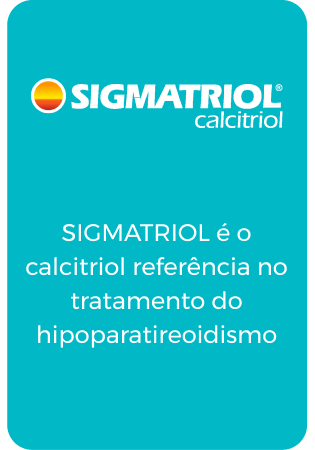 SIGMATRIOL®
calcitriol
SIGMATRIOL é o
calcitriol referência no
tratamento do
hipoparatireoidismo